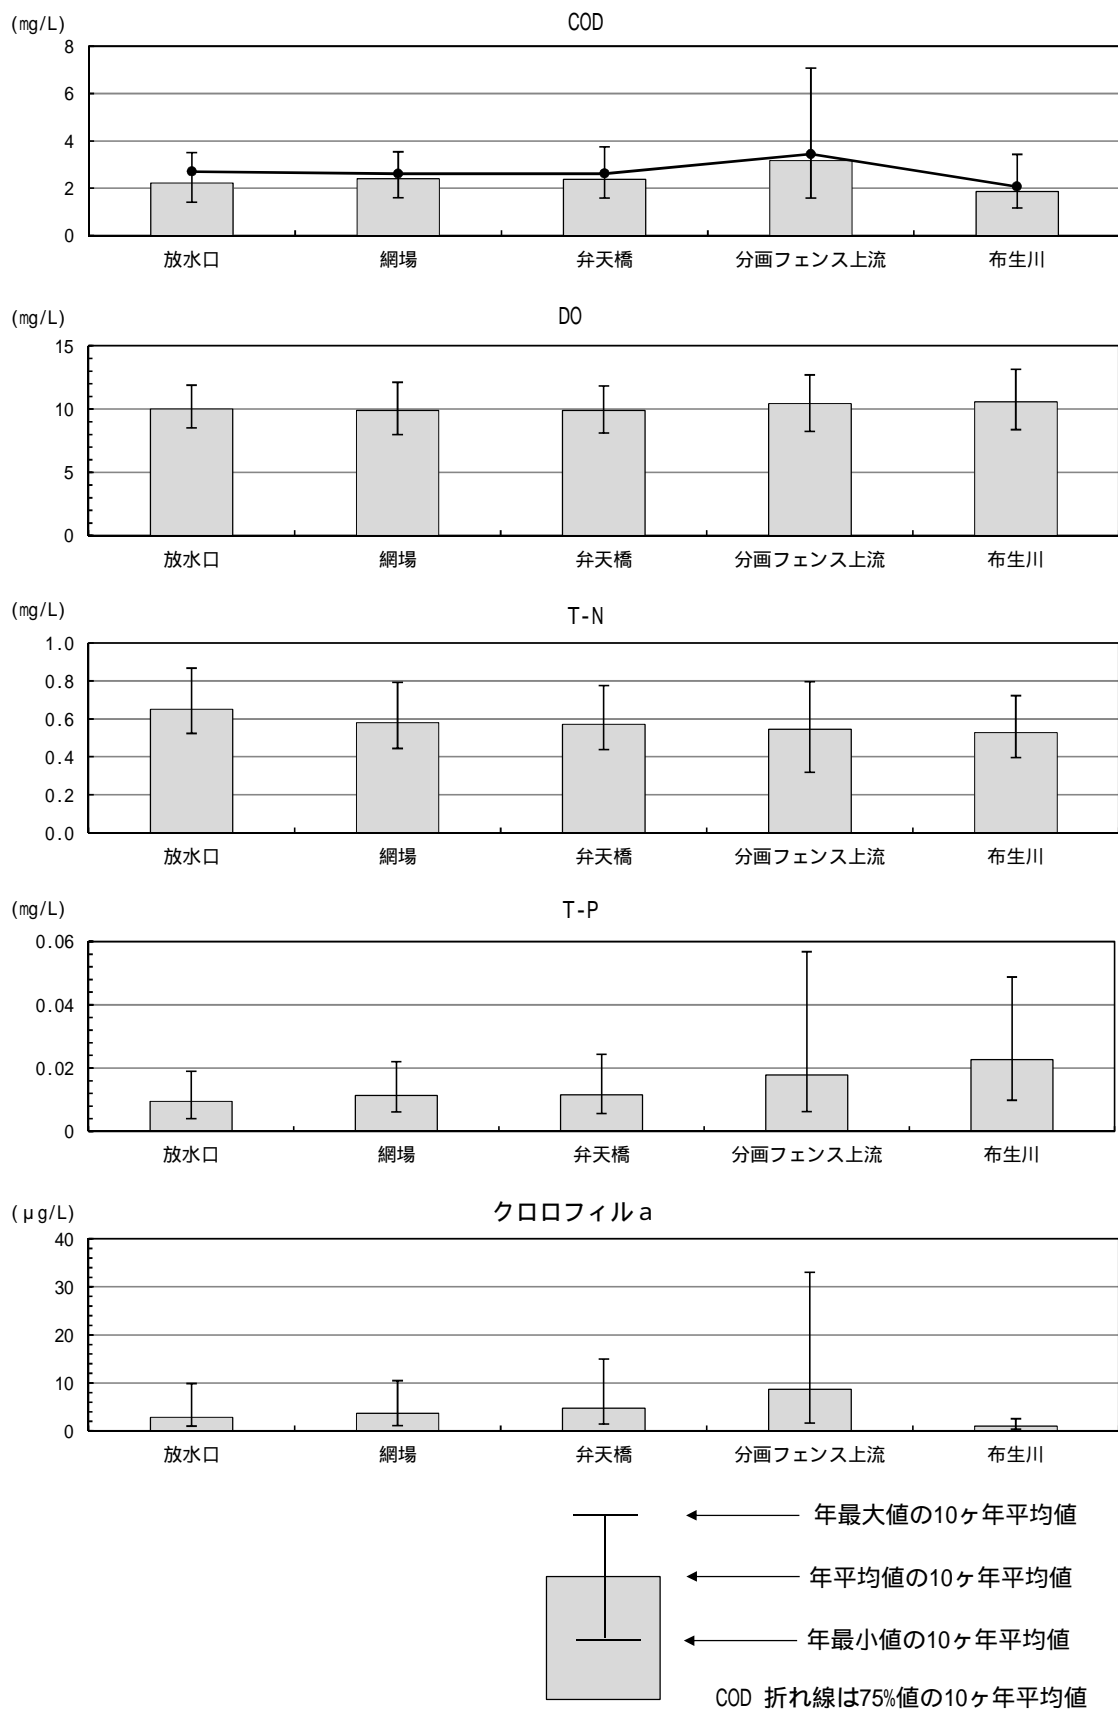 (mg/L)
COD
8
6
4
2
0
放水口 網場 弁天橋 分画フェンス上流 布生川
(mg/L)
DO
15
10
5
0
放水口 網場 弁天橋 分画フェンス上流 布生川
(mg/L)
T-N
1.0
0.8
0.6
0.4
0.2
0.0
放水口 網場 弁天橋 分画フェンス上流 布生川
(mg/L)
T-P
0.06
0.04
0.02
0
放水口 網場 弁天橋 分画フェンス上流 布生川
(μg/L)
クロロフィルa
40
30
20
10
0
放水口 網場 弁天橋 分画フェンス上流 布生川
年最大値の10ヶ年平均値
年平均値の10ヶ年平均値
年最小値の10ヶ年平均値
COD 折れ線は75%値の10ヶ年平均値